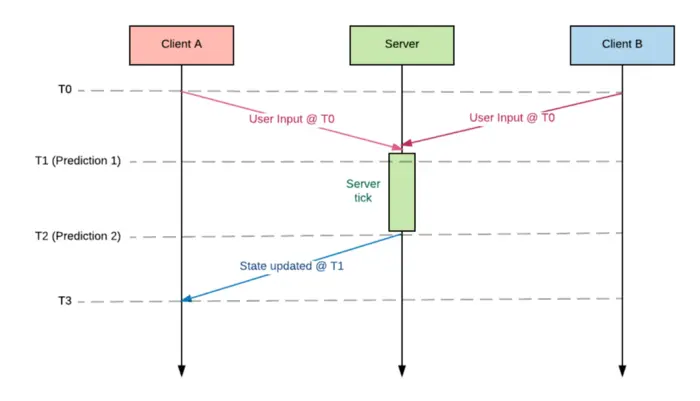 Client A
Server
Client B
T0
User Input @ T0
User Input @ T0
T1 (Prediction 1)
Server
tick
T2 (Prediction 2)
State updated @ T1
T3